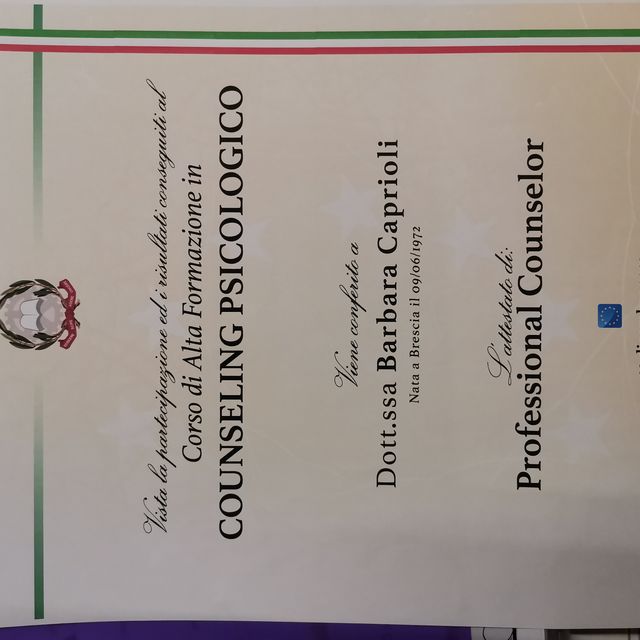 Vista la partecipazione ed i risultati conseguiti al
Corso di Alta Formazione in
COUNSELING PSICOLOGICO
Viene conferito a
Dott.ssa Barbara Caprioli
Nata a Brescia il 09/06/1972
L'attestato di:
Professional Counselor